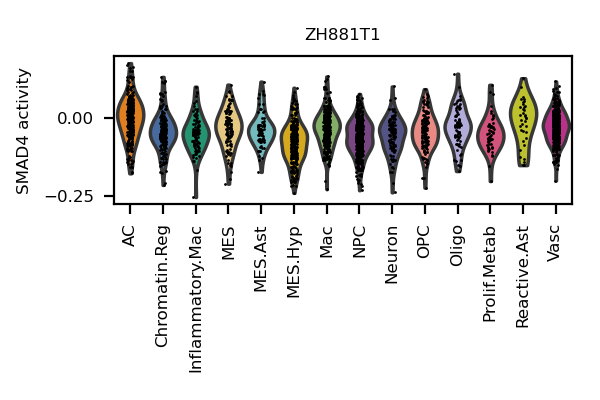 ZH881T1
SMAD4 activity
0.00
−0.25
AC
Chromatin.Reg
Inflammatory.Mac
MES
MES.Ast
MES.Hyp
Mac
NPC
Neuron
OPC
Oligo
Prolif.Metab
Reactive.Ast
Vasc